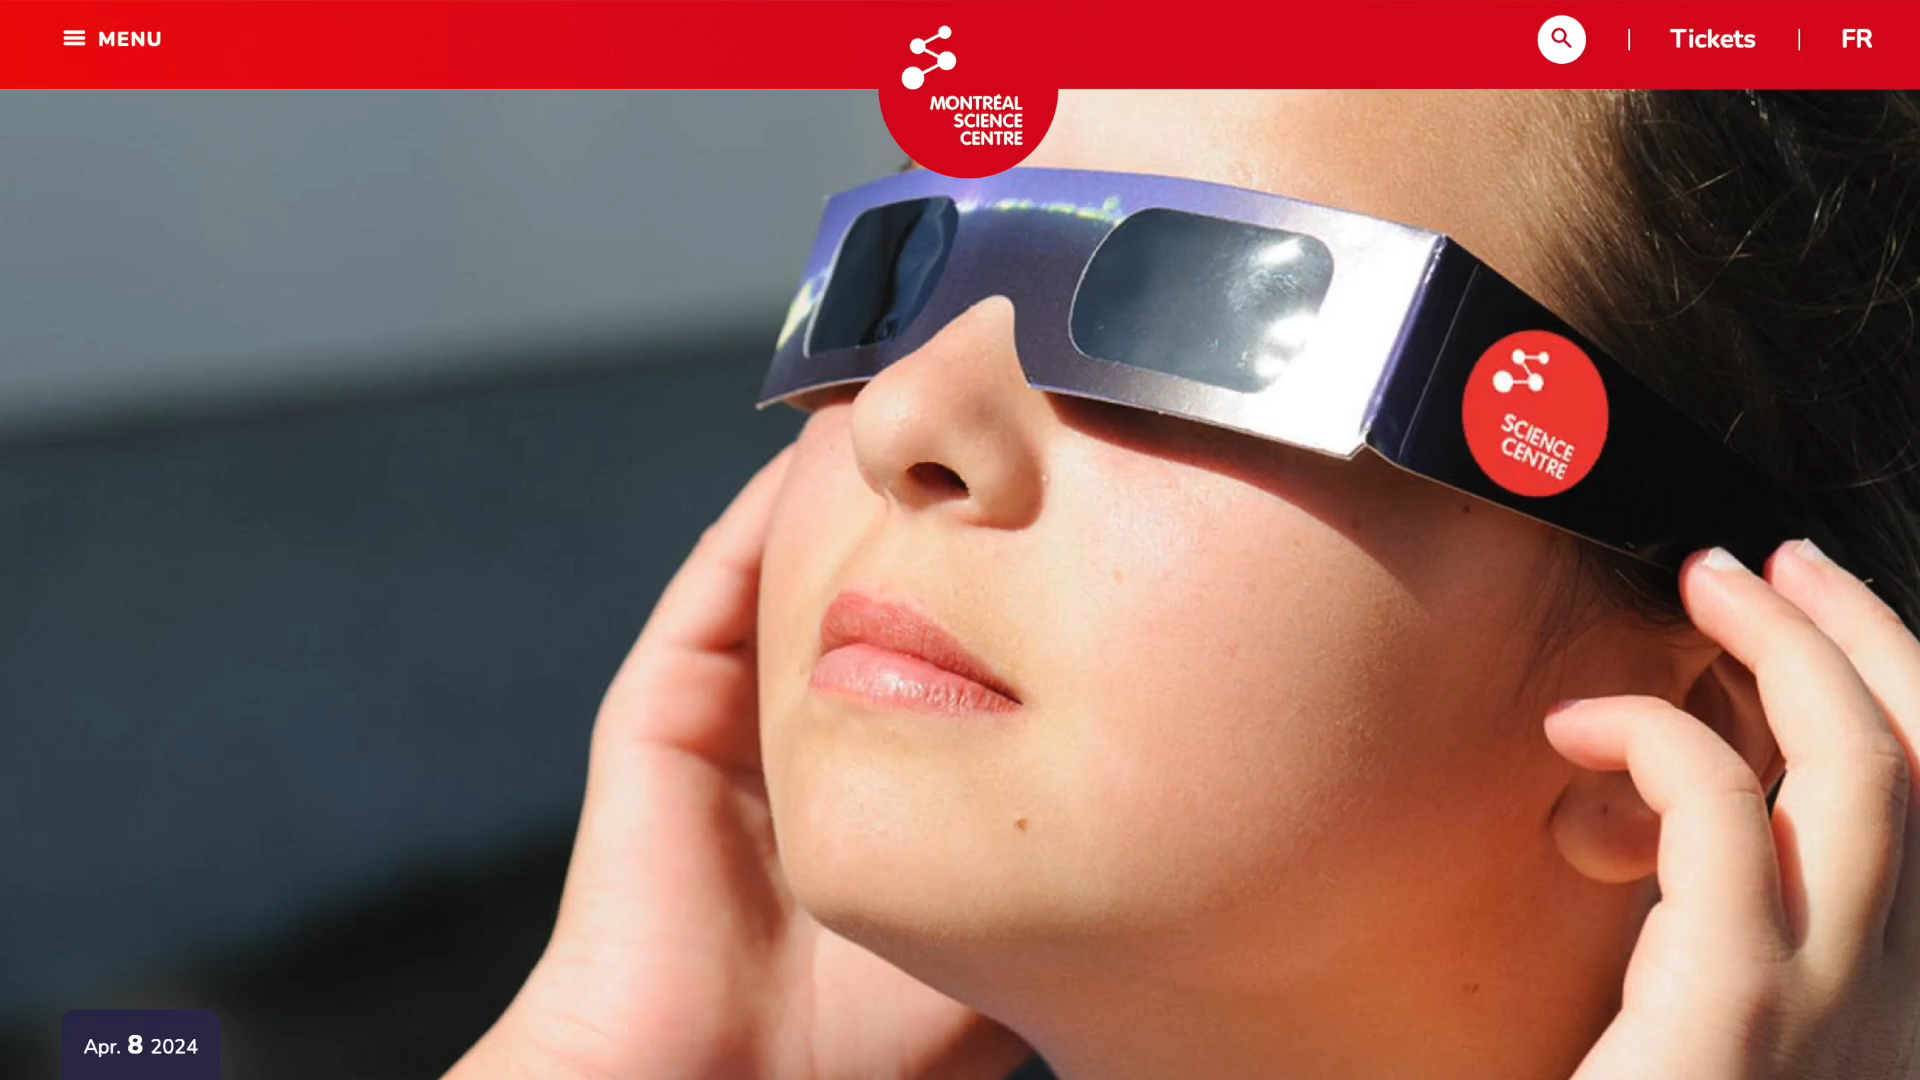 MENU
MONTRÉAL
SCIENCE
CENTRE
Tickets
FR
SCIENCE
CENTRE
Apr. 8 2024